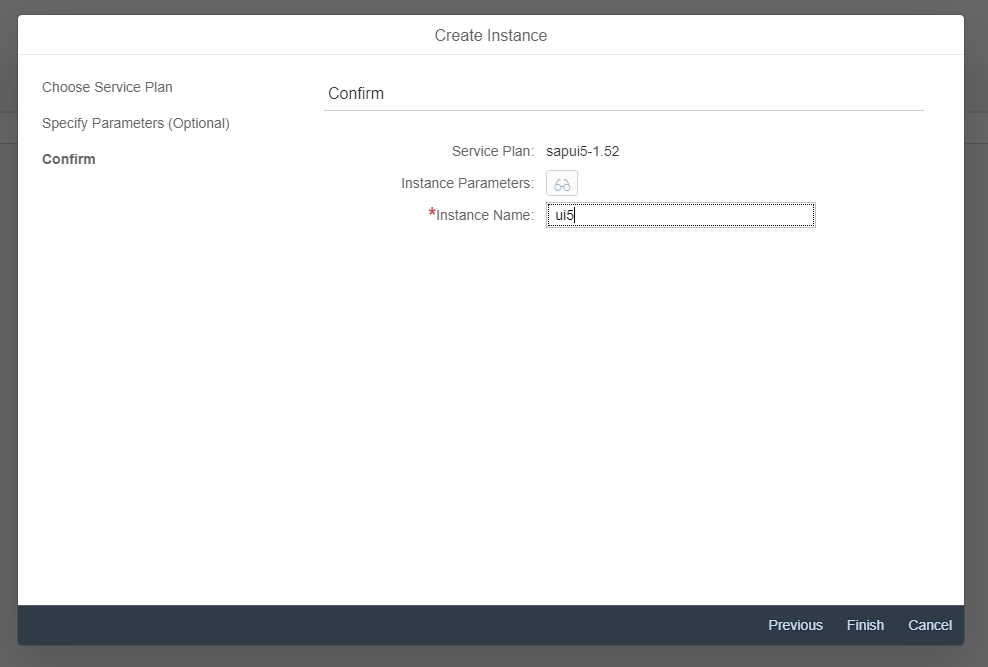 Create Instance
Choose Service Plan
Specify Parameters (Optional)
Confirm
Confirm
Service Plan: sapui5-1.52
Instance Parameters:
*Instance Name: ui5
Previous Finish Cancel